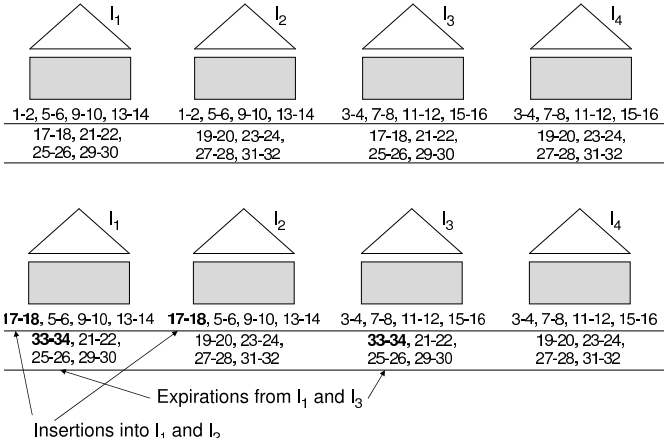 I1 I2 I3 I4
1-2, 5-6, 9-10, 13-14 1-2, 5-6, 9-10, 13-14 3-4, 7-8, 11-12, 15-16 3-4, 7-8, 11-12, 15-16
17-18, 21-22, 19-20, 23-24, 17-18, 21-22, 19-20, 23-24,
25-26, 29-30 27-28, 31-32 25-26, 29-30 27-28, 31-32
I1 I2 I3 I4
17-18, 5-6, 9-10, 13-14 17-18, 5-6, 9-10, 13-14 3-4, 7-8, 11-12, 15-16 3-4, 7-8, 11-12, 15-16
33-34, 21-22, 19-20, 23-24, 33-34, 21-22, 19-20, 23-24,
25-26, 29-30 27-28, 31-32 25-26, 29-30 27-28, 31-32
Expirations from I1 and I3
Insertions into I1 and I2